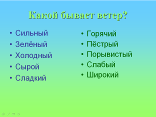 Какой бывает ветер?
Сильный
Зелёный
Холодный
Сырой
Сладкий
Горячий
Пёстрый
Порывистый
Слабый
Широкий